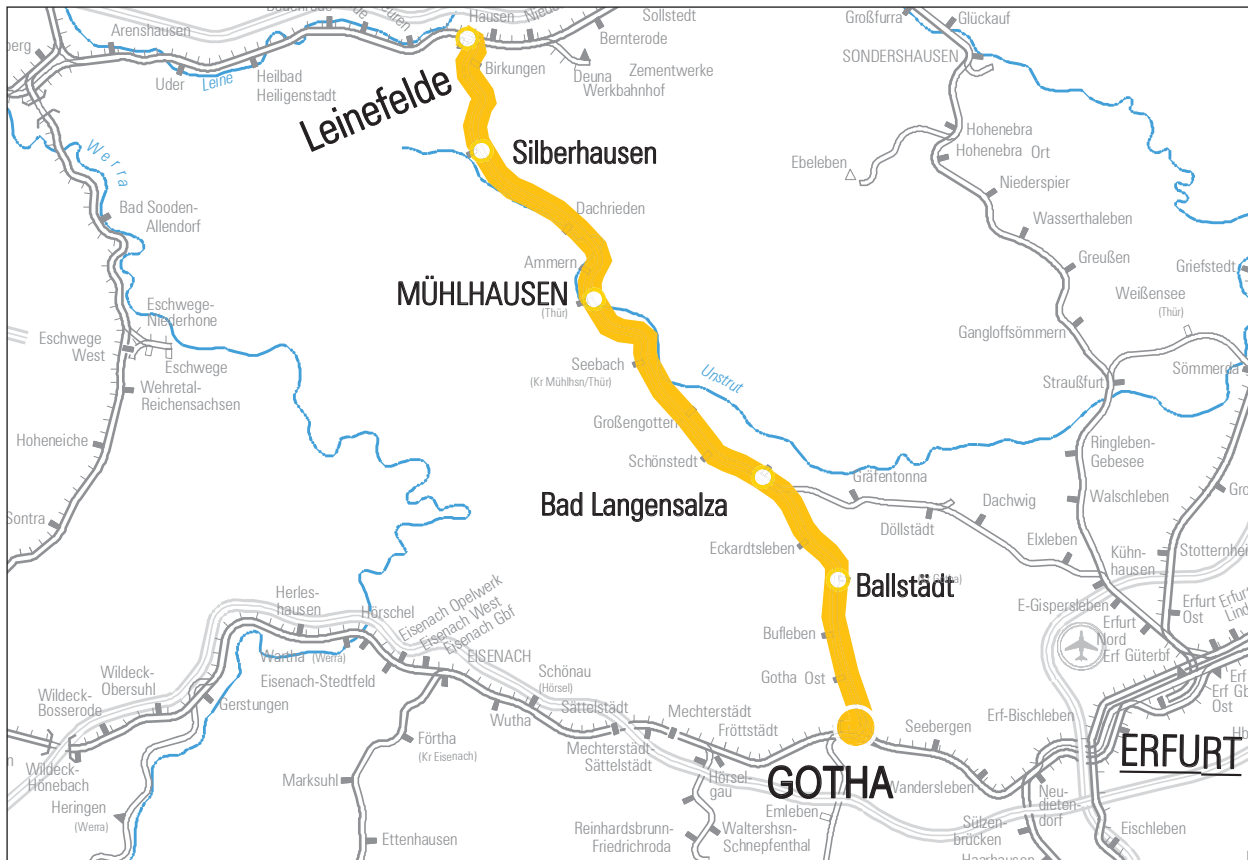 Arenshausen
Hausen
Sollstedt
Bernterode
Großfurra
Glückauf
SONDERSHAUSEN
Uder
Leine
Heilbad
Heiligenstadt
Birkungen
Deuna
Werkbahnhof
Zementwerke
Leinefelde
Silberhausen
Werra
Ebeleben
Hohenebra
Hohenebra Ort
Niederspier
Bad Sooden-
Allendorf
Dachrieden
Wasserthaleben
Greußen
Griefstedt
Ammern
MÜHLHAUSEN
(Thür)
Weißensee
(Thür)
Eschwege-
Niederhone
Eschwege
West
Eschwege
Wehretal-
Reichensachsen
Seebach
(Kr Mühlhsn/Thür)
Unstrut
Gangloffsömmern
Straußfurt
Sömmerda
Hoheneiche
Großengottern
Schönstedt
Ringleben-
Gebesee
Gräfentonna
Dachwig
Walschleben
Bad Langensalza
Döllstädt
Sontra
Eckardtsleben
Elxleben
Kühn-
hausen
Stotternheim
Ballstädt
Herles-
hausen
Hörschel
Eisenach Opelwerk
Eisenach West
Eisenach Gbf
E-Gispersleben
Erfurt
Nord
Erfurt
Ost
Erf Güterbf
Bufleben
Wartha (Werra)
EISENACH
Eisenach-Stedtfeld
Schönau
(Hörsel)
Gotha Ost
Wildeck-
Obersuhl
Wildeck-
Bosserode
Gerstungen
Sättelstädt
Wutha
Mechterstädt
Fröttstädt
Seebergen
Erf-Bischleben
Erf Gb
Ost
Förtha
(Kr Eisenach)
Mechterstädt-
Sättelstädt
ERFURT
Wildeck-
Hönebach
Marksuhl
Hörsel-
gau
GOTHA
Wandersleben
Neu-
dieten-
dorf
Heringen
(Werra)
Emleben
Ettenhausen
Reinhardsbrunn-
Friedrichroda
Waltershsn-
Schnepfenthal
Sülzen-
brücken
Eischleben
Haarhausen